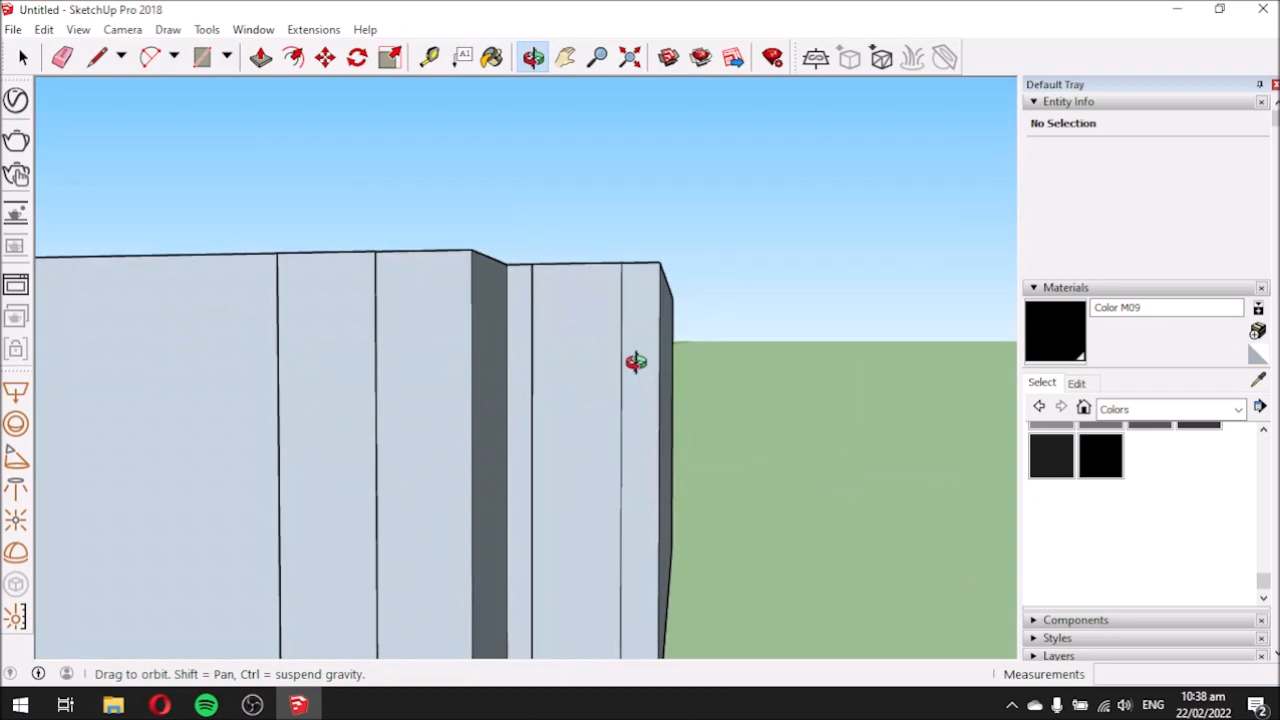 Untitled - SketchUp Pro 2018
File Edit View Camera Draw Tools Window Extensions Help
A1
Default Tray
Entity Info
No Selection
Materials
Color M09
Select Edit
Colors
Components
Styles
Layers
Drag to orbit. Shift = Pan, Ctrl = suspend gravity.
Measurements
ENG
10:38 am
22/02/2022
2